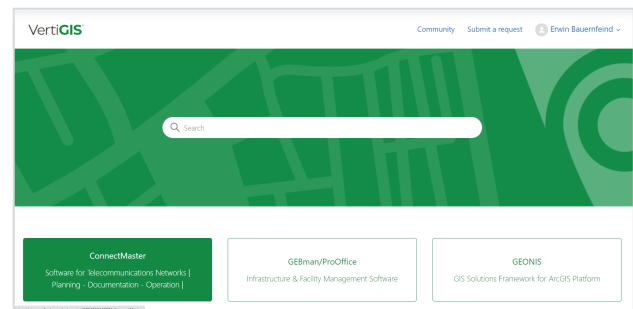 VertiGIS
Community Submit a request Erwin Bauernfeind
Search
ConnectMaster
Software for Telecommunications Networks |
Planning - Documentation - Operation |
GEBman/ProOffice
Infrastructure & Facility Management Software
GEONIS
GIS Solutions Framework for ArcGIS Platform